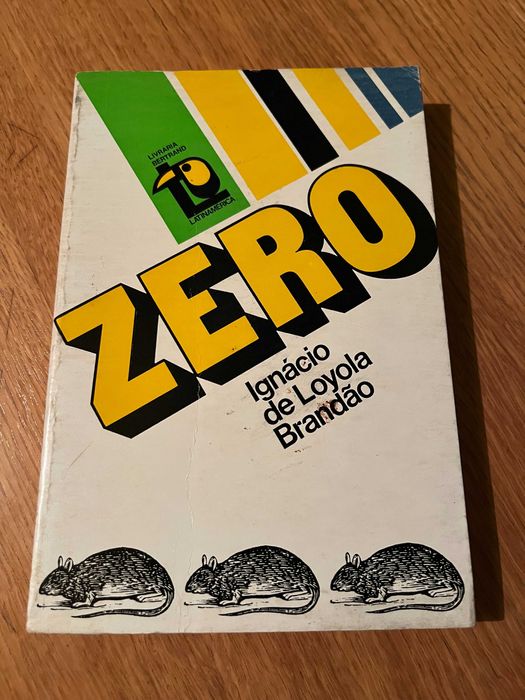 LIVRARIA
BERTRAND
LATINAMÉRICA
ZERO
Ignácio
de Loyola
Brandão